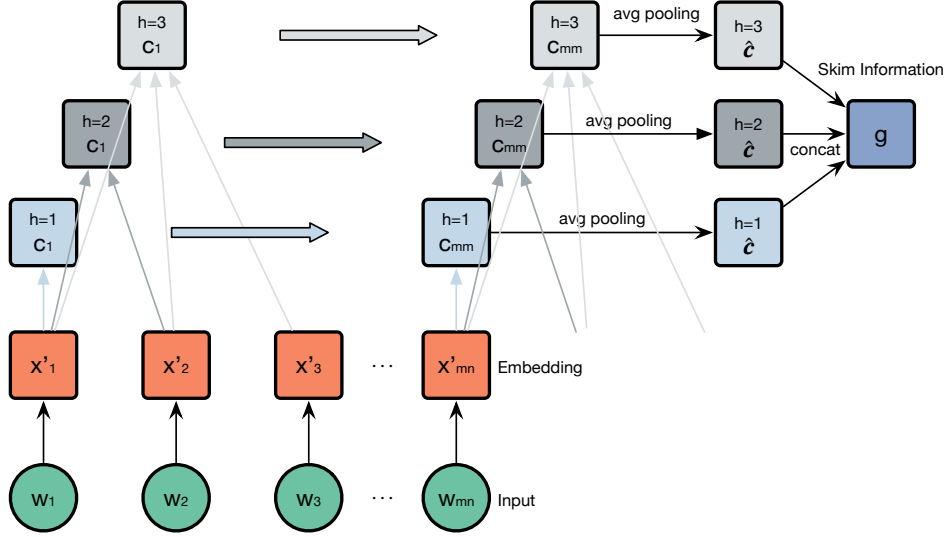 h=3
c1
h=3
cmm
avg pooling
h=3
ĉ
Skim Information
h=2
c1
h=2
cmm
avg pooling
h=2
ĉ
concat
g
h=1
c1
h=1
cmm
avg pooling
h=1
ĉ
x'1
x'2
x'3
...
x'mn
Embedding
w1
w2
w3
...
wmn
Input